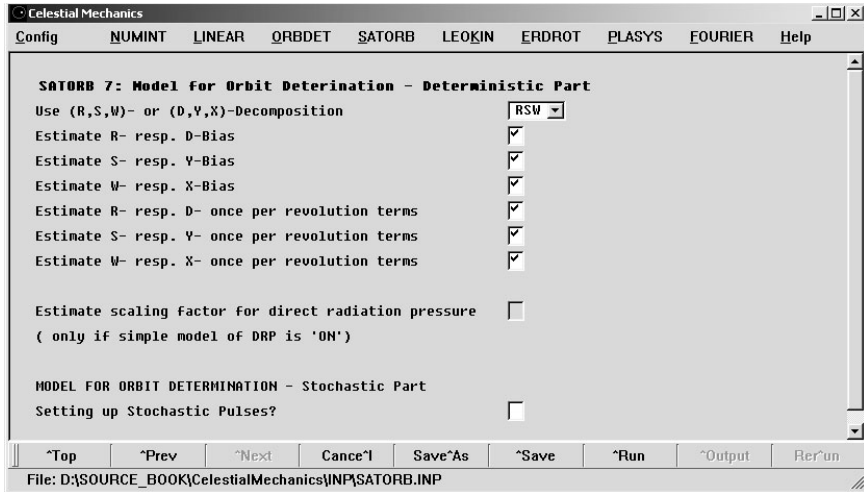 Celestial Mechanics
Config NUMINT LINEAR ORBDET SATORB LEOKIN ERDROT PLASYS FOURIER Help
SATORB 7: Model for Orbit Deterination - Deterministic Part
Use (R,S,W)- or (D,Y,X)-Decomposition RSW
Estimate R- resp. D-Bias
Estimate S- resp. Y-Bias
Estimate W- resp. X-Bias
Estimate R- resp. D- once per revolution terms
Estimate S- resp. Y- once per revolution terms
Estimate W- resp. X- once per revolution terms
Estimate scaling factor for direct radiation pressure
( only if simple model of DRP is 'ON')
MODEL FOR ORBIT DETERMINATION - Stochastic Part
Setting up Stochastic Pulses?
^Top ^Prev ^Next Cance^l Save^As ^Save ^Run ^Output Rer^un
File: D:\SOURCE_BOOK\CelestialMechanics\INP\SATORB.INP